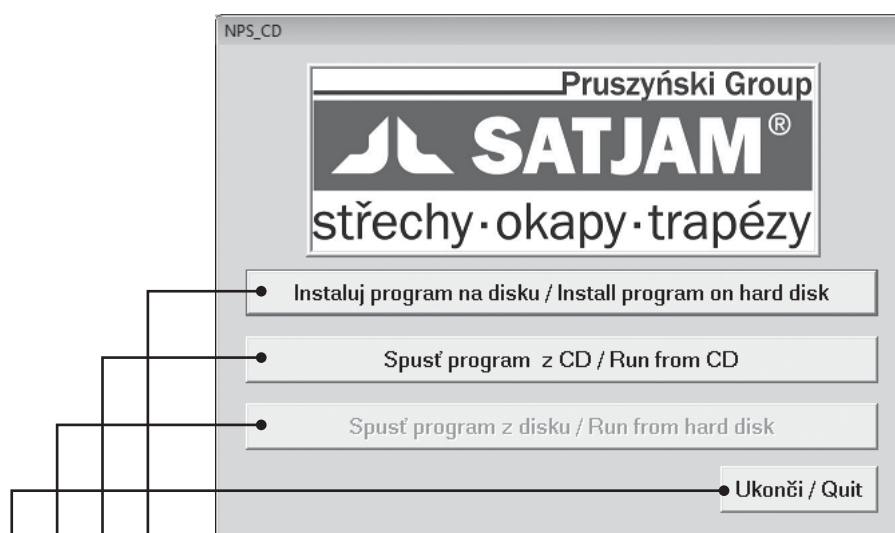 NPS_CD
Pruszyński Group
SATJAM®
střechy·okapy·trapézy
Instaluj program na disku / Install program on hard disk
Spusť program z CD / Run from CD
Spusť program z disku / Run from hard disk
Ukonči / Quit